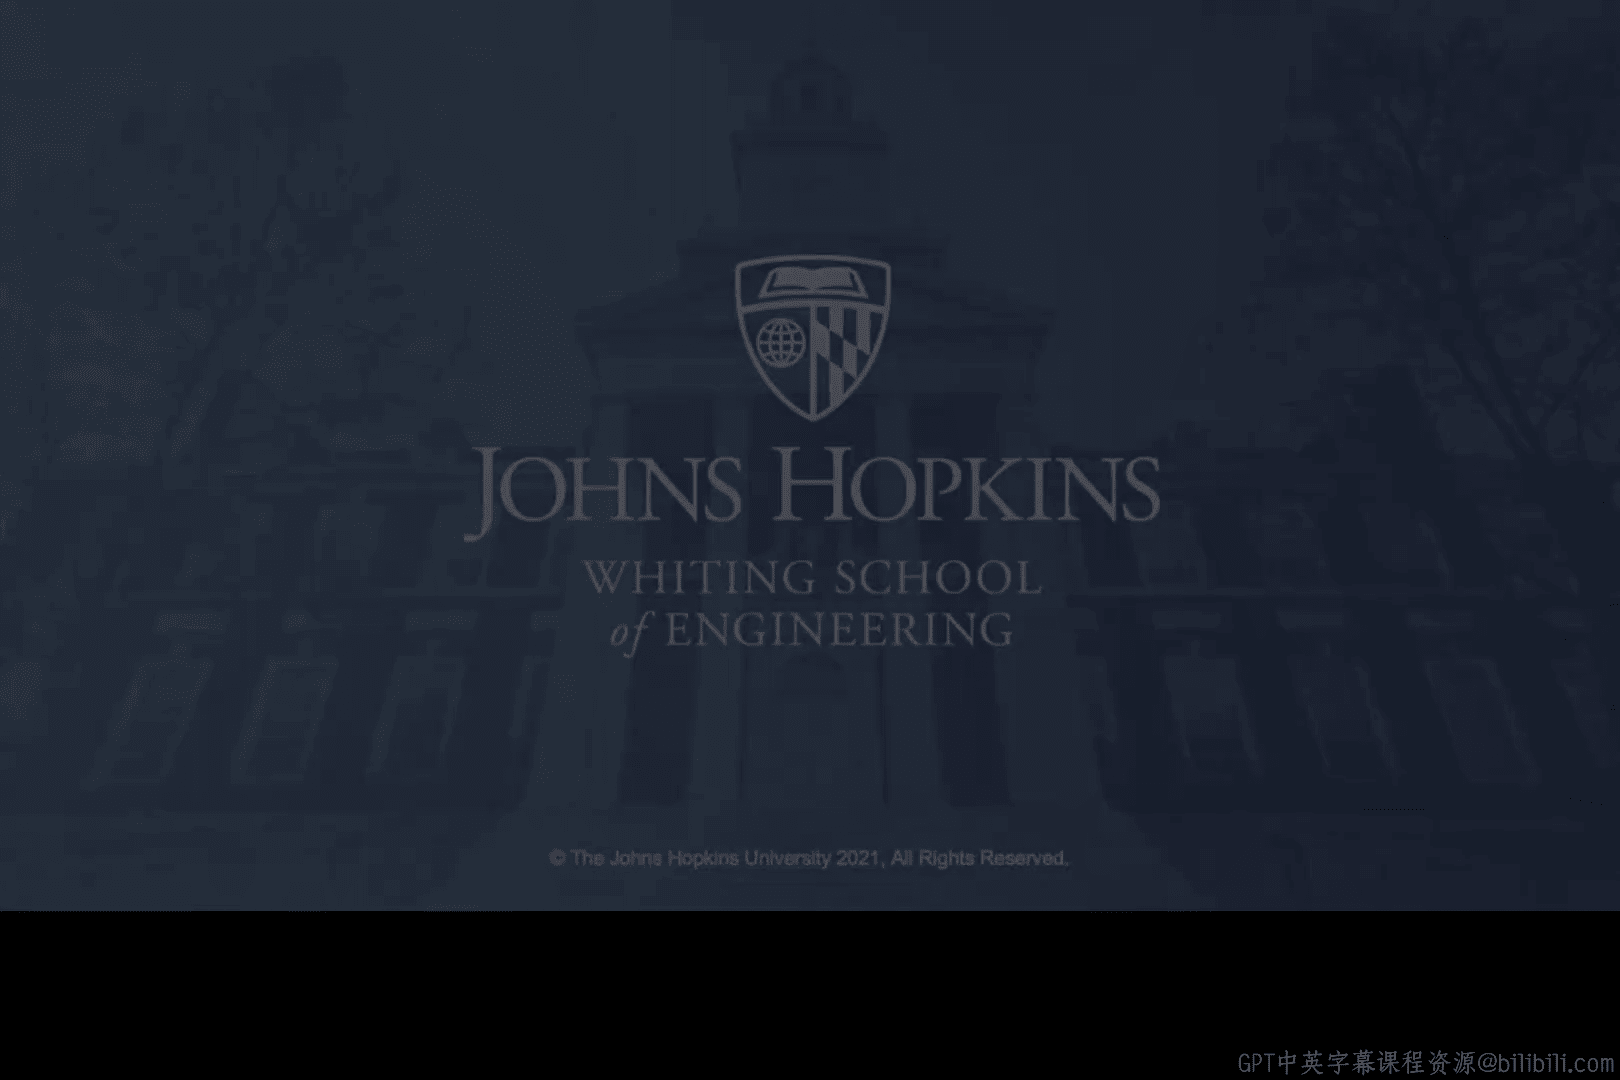 JOHNS HOPKINS
WHITING SCHOOL
of ENGINEERING
© The Johns Hopkins University 2021, All Rights Reserved.
GPT中英字幕课程资源@bilibili.com